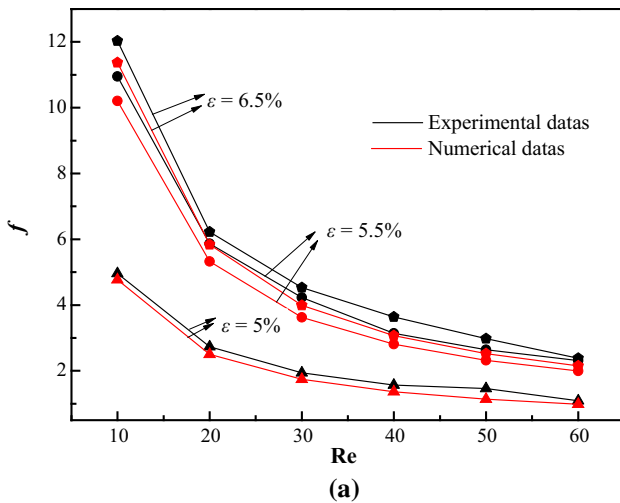 12
10
8
6
4
2
f
ε = 6.5%
Experimental datas
Numerical datas
ε = 5.5%
ε = 5%
10 20 30 40 50 60
Re
(a)